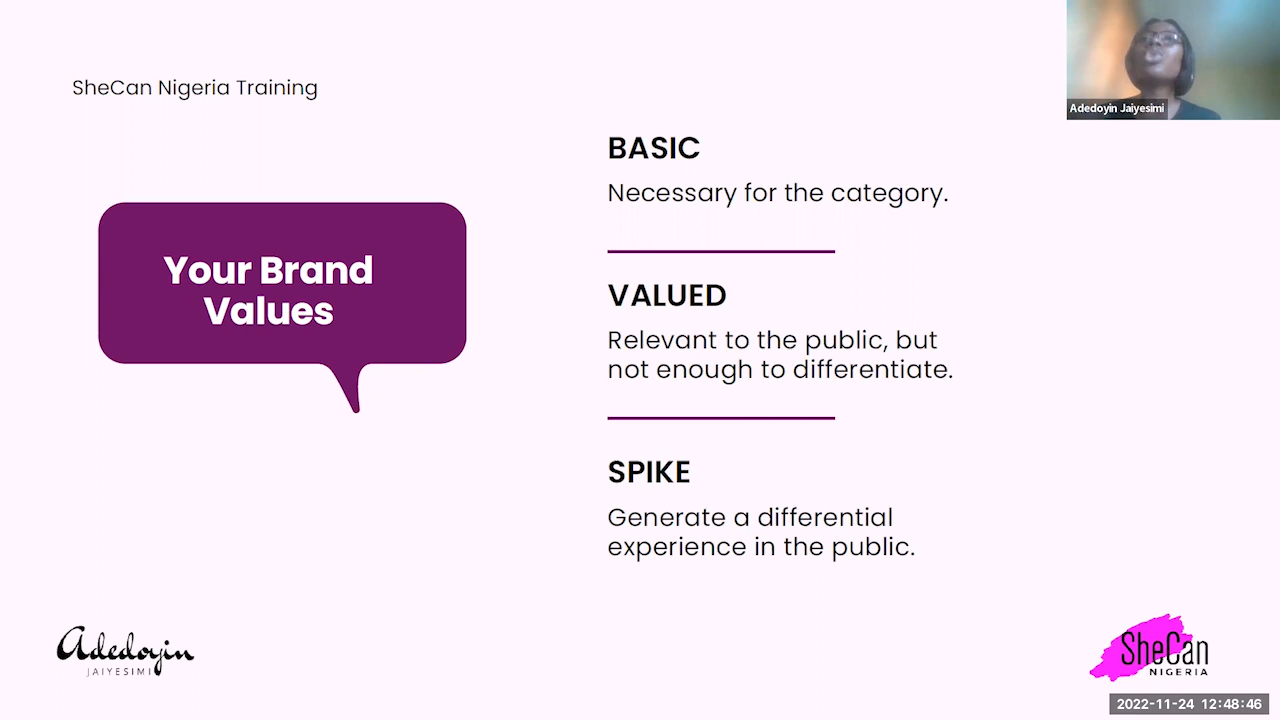 SheCan Nigeria Training
Adedoyin Jaiyesimi
Your Brand
Values
BASIC
Necessary for the category.
VALUED
Relevant to the public, but
not enough to differentiate.
SPIKE
Generate a differential
experience in the public.
Adedoyin
JAIYESIMI
SheCan
NIGERIA
2022-11-24 12:48:46